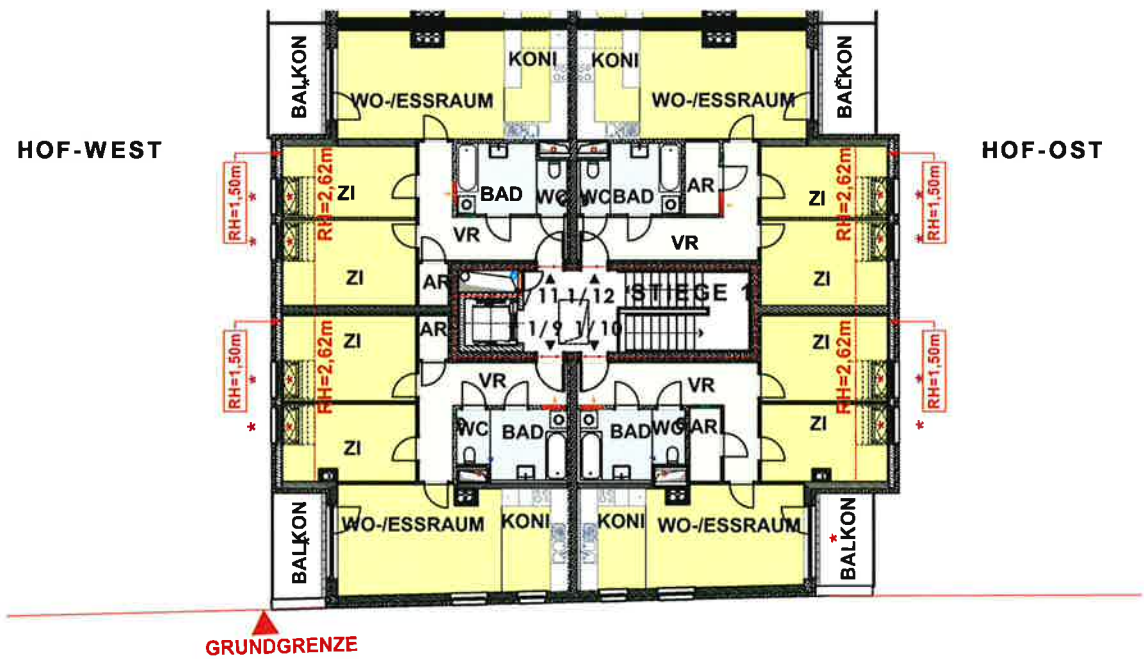 BALKON
KONI
KONI
BALKON
WO-/ESSRAUM
WO-/ESSRAUM
HOF-WEST
HOF-OST
RH=1,50m
RH=2,62m
ZI
BAD
WC
WC
BAD
AR
ZI
RH=2,62m
RH=1,50m
VR
VR
ZI
AR
ZI
11
1/12
STIEGE 1
1/9
1/10
RH=1,50m
RH=2,62m
ZI
AR
ZI
RH=2,62m
RH=1,50m
VR
VR
ZI
WC
BAD
BAD
WC
AR
ZI
BALKON
WO-/ESSRAUM
KONI
KONI
WO-/ESSRAUM
BALKON
GRUNDGRENZE